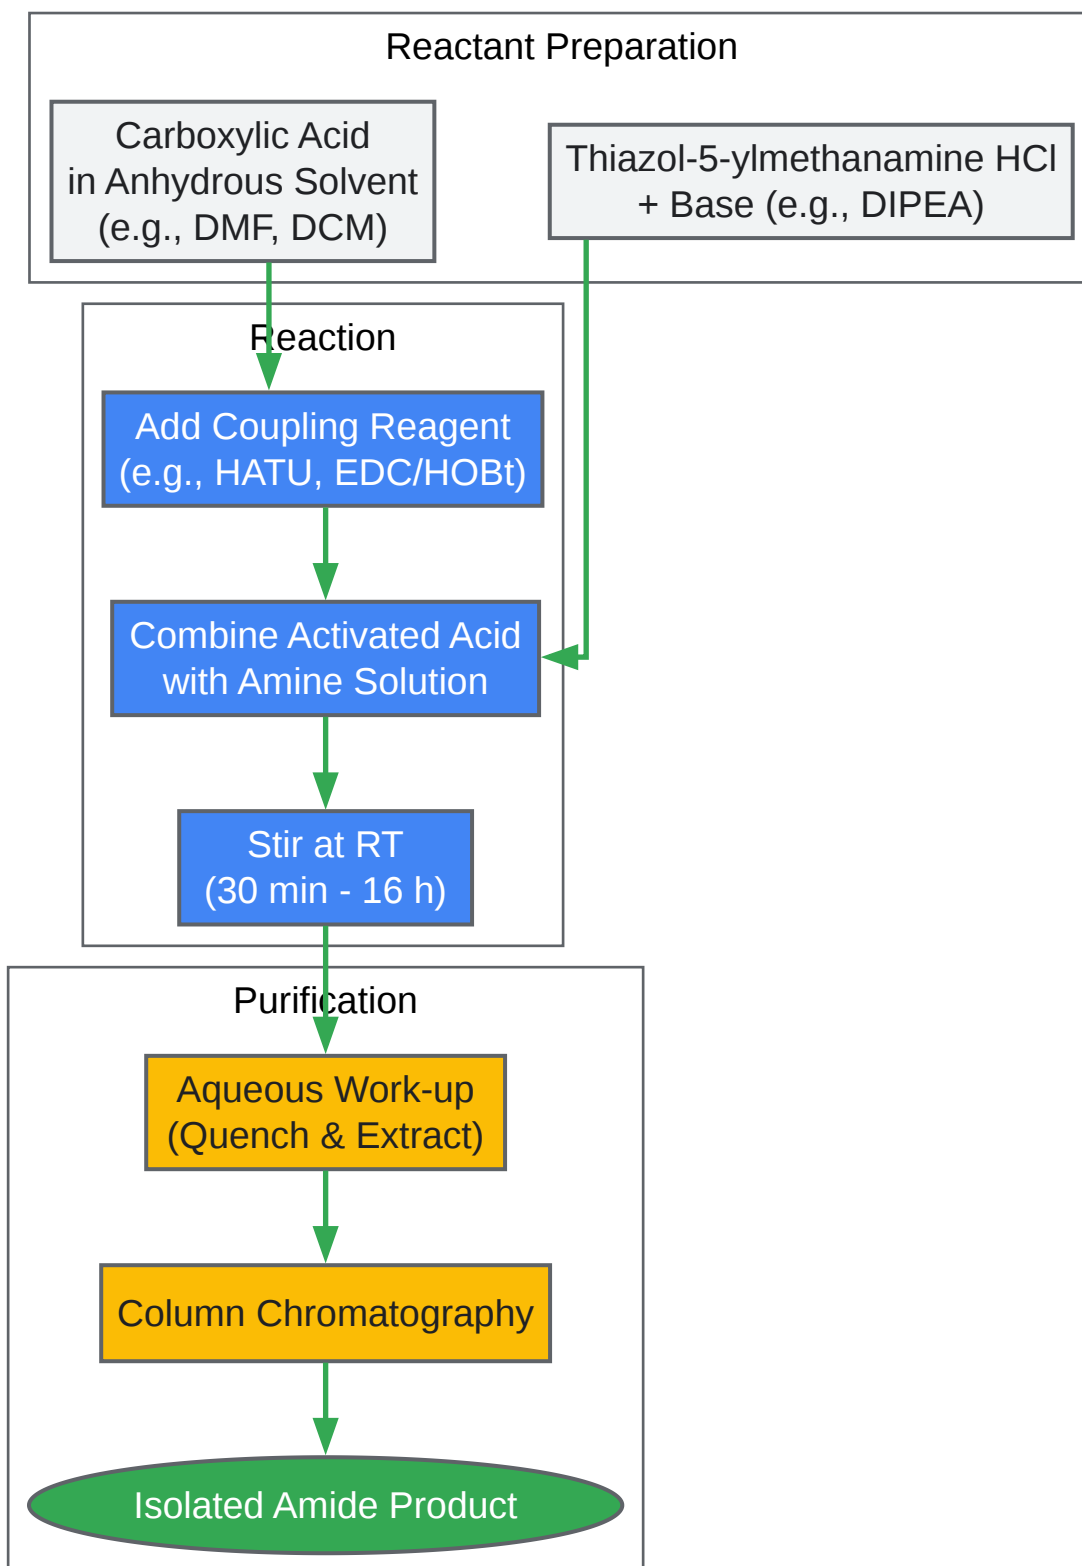 Reactant Preparation
Carboxylic Acid
in Anhydrous Solvent
(e.g., DMF, DCM)
Thiazol-5-ylmethanamine HCl
+ Base (e.g., DIPEA)
Reaction
Add Coupling Reagent
(e.g., HATU, EDC/HOBt)
Combine Activated Acid
with Amine Solution
Stir at RT
(30 min - 16 h)
Purification
Aqueous Work-up
(Quench & Extract)
Column Chromatography
Isolated Amide Product